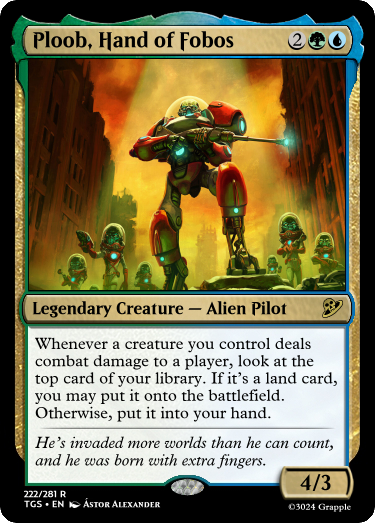 Ploob, Hand of Fobos 2
Legendary Creature — Alien Pilot
Whenever a creature you control deals
combat damage to a player, look at the
top card of your library. If it's a land card,
you may put it onto the battlefield.
Otherwise, put it into your hand.
He's invaded more worlds than he can count,
and he was born with extra fingers.
4/3
222/281 R
TGS • EN Ástor Alexander
©3024 Grapple